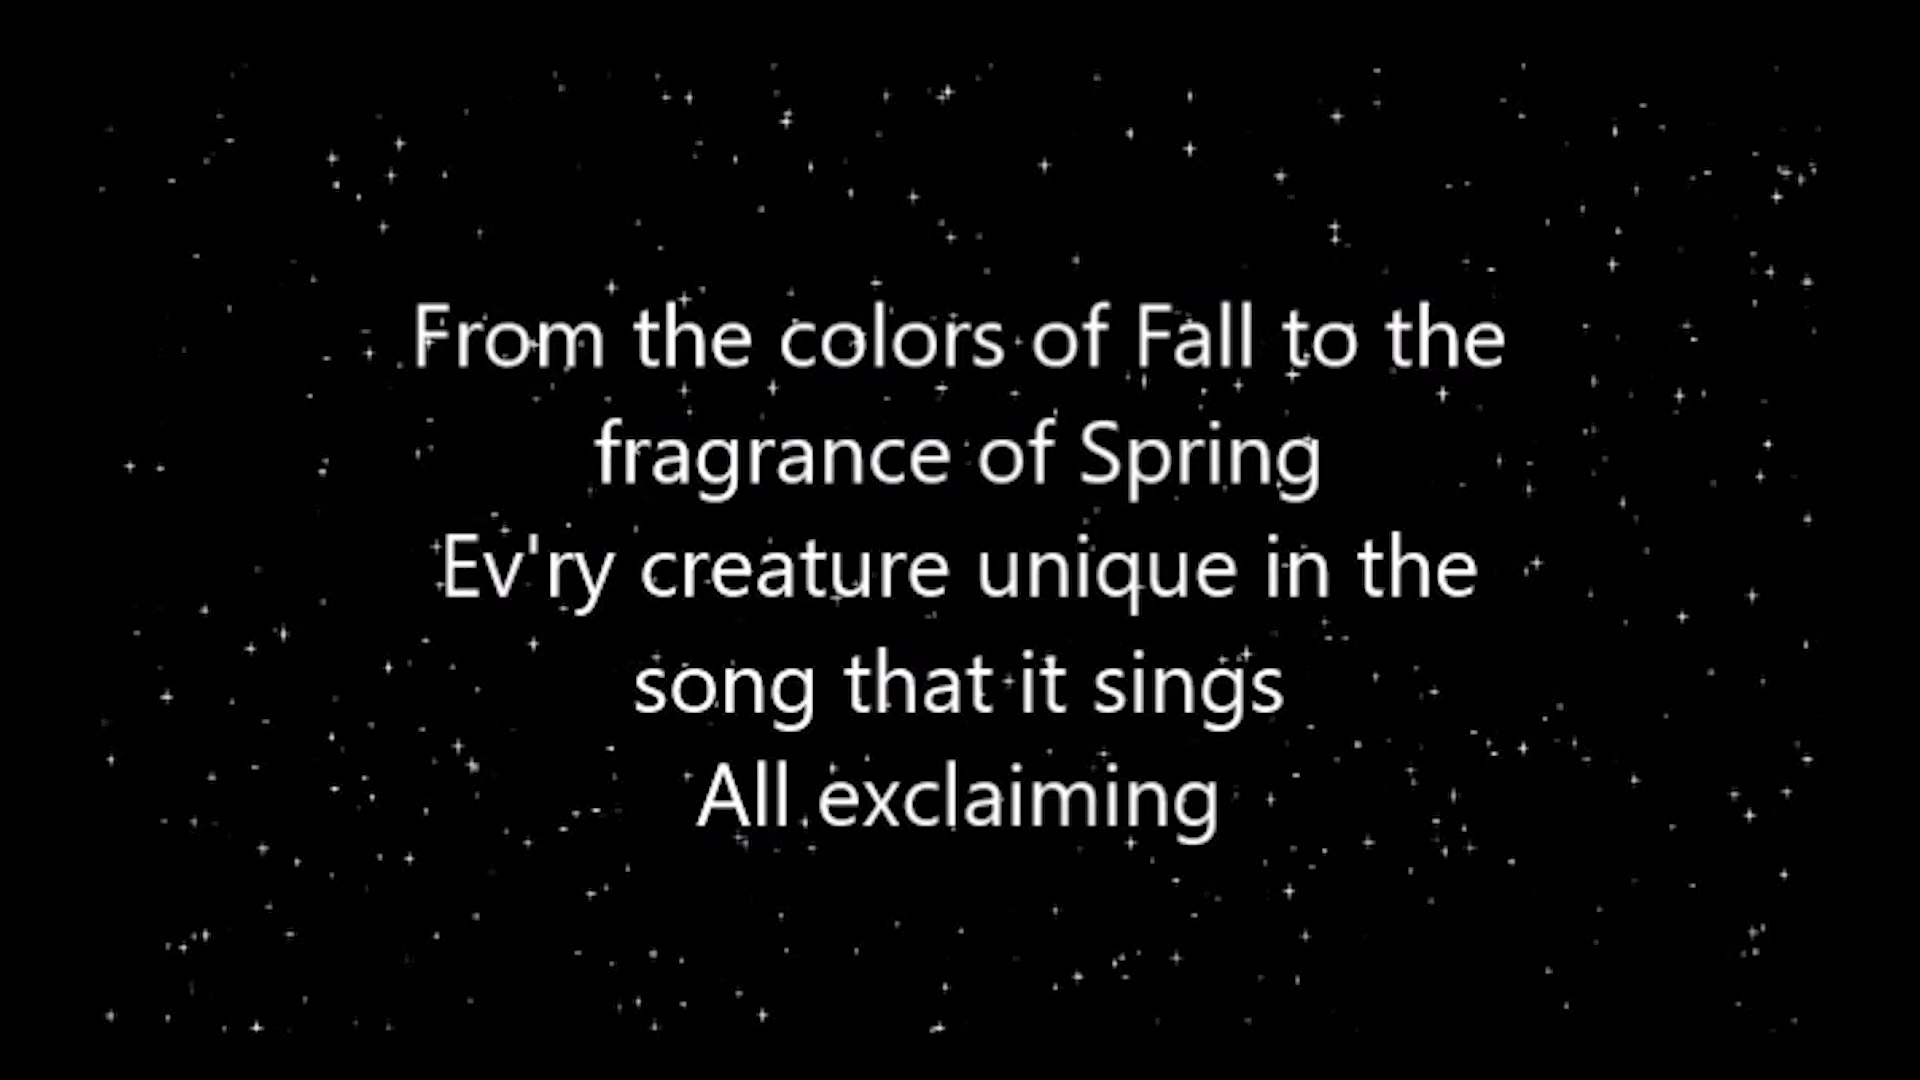 From the colors of Fall to the
fragrance of Spring
Ev'ry creature unique in the
song that it sings
All exclaiming